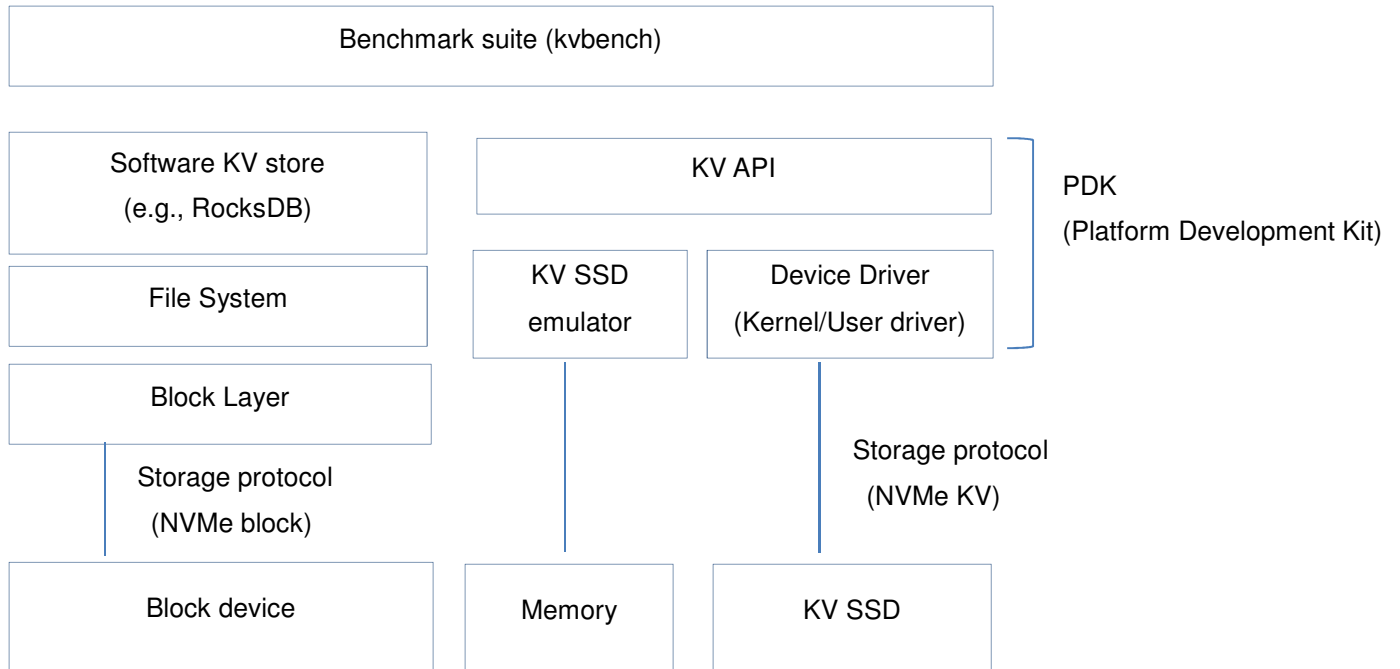 Benchmark suite (kvbench)
Software KV store
(e.g., RocksDB)
KV API
PDK
(Platform Development Kit)
File System
KV SSD
emulator
Device Driver
(Kernel/User driver)
Block Layer
Storage protocol
(NVMe block)
Storage protocol
(NVMe KV)
Block device
Memory
KV SSD